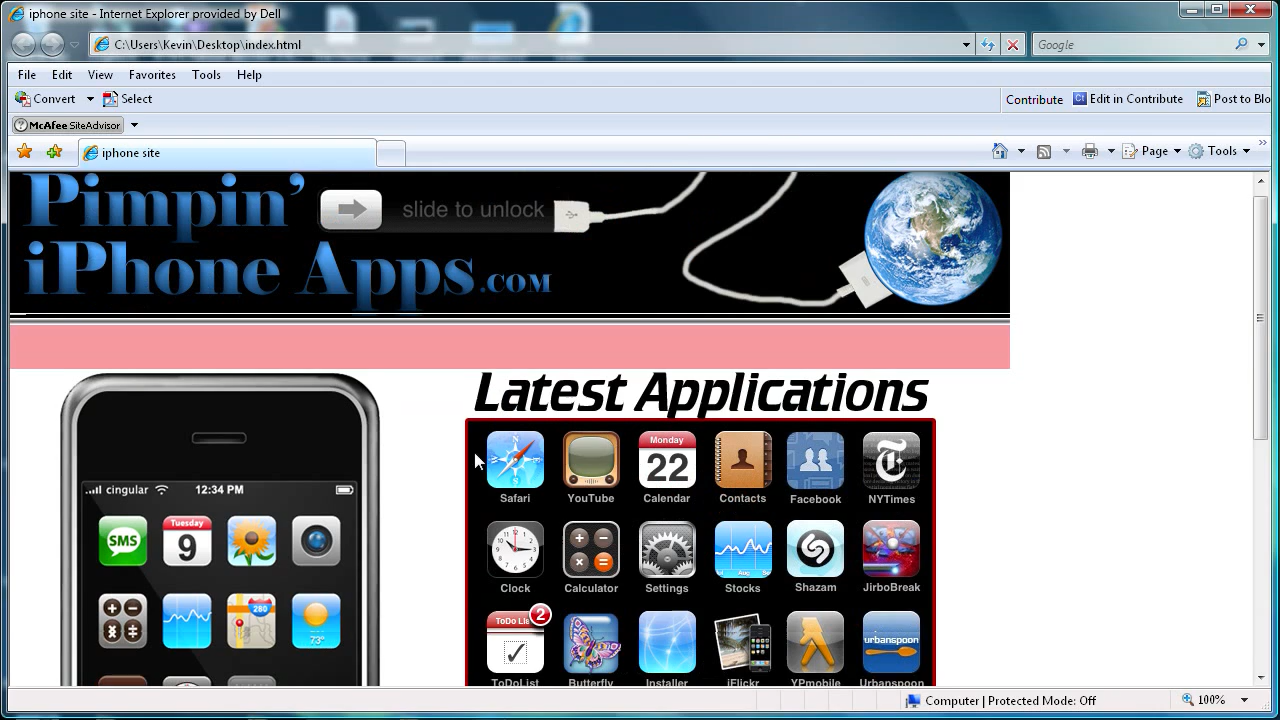 iphone site - Internet Explorer provided by Dell
C:\Users\Kevin\Desktop\index.html
Google
File Edit View Favorites Tools Help
Convert Select
Contribute Edit in Contribute Post to Blo
McAfee SiteAdvisor
iphone site
Page Tools
Pimpin'
slide to unlock
iPhone Apps.COM
Latest Applications
Monday
22
Safari YouTube Calendar Contacts Facebook NYTimes
cingular 12:34 PM
SMS
Tuesday
9
Clock Calculator Settings Stocks Shazam JirboBreak
280
73°
ToDo Lis
2
urbanspoon
ToDoList Butterfly Installer iFlickr YPmobile Urbanspoon
Computer | Protected Mode: Off
100%